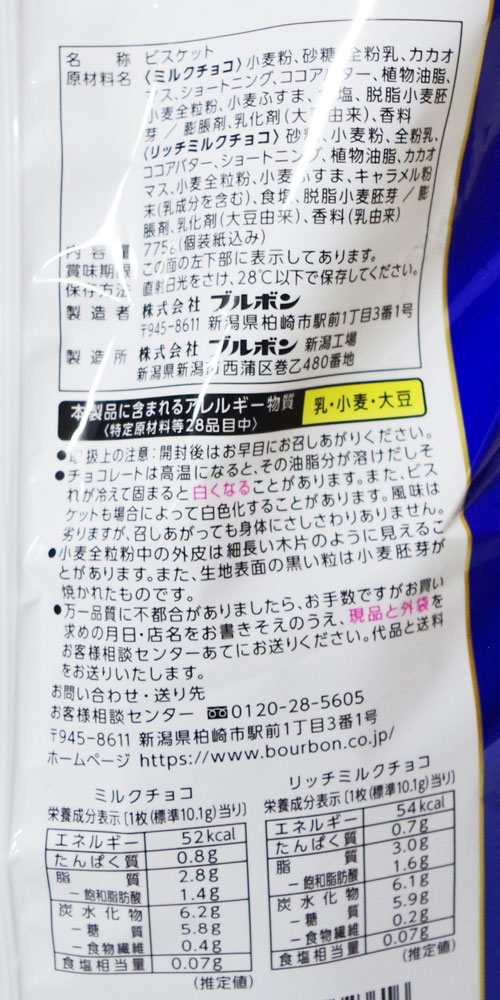 名称 ビスケット
原材料名 〈ミルクチョコ〉小麦粉、砂糖、全粉乳、カカオ
マス、ショートニング、ココアバター、植物油脂、
小麦全粒粉、小麦ふすま、食塩、脱脂小麦胚
芽 / 膨脹剤、乳化剤(大豆由来)、香料
〈リッチミルクチョコ〉砂糖、小麦粉、全粉乳、
ココアバター、ショートニング、植物油脂、カカオ
マス、小麦全粒粉、小麦ふすま、キャラメル粉
末(乳成分を含む)、食塩、脱脂小麦胚芽 / 膨
脹剤、乳化剤(大豆由来)、香料(乳由来)
内容量 775g(個装紙込み)
賞味期限 この面の左下部に表示してあります。
保存方法 直射日光をさけ、28℃以下で保存してください。
製造者 株式会社 ブルボン
〒945-8611 新潟県柏崎市駅前1丁目3番1号
製造所 株式会社 ブルボン 新潟工場
新潟県新潟市西蒲区巻乙480番地
本製品に含まれるアレルギー物質 乳・小麦・大豆
〈特定原材料等28品目中〉
●取り扱上の注意:開封後はお早目にお召しあがりください。
●チョコレートは高温になると、その油脂分が溶けだしそ
れが冷えて固まると白くなることがあります。また、ビス
ケットも場合によって白色化することがあります。風味は
劣りますが、召しあがっても身体にさしさわりありません。
●小麦全粒粉中の外皮は細長い木片のように見えるこ
とがあります。また、生地表面の黒い粒は小麦胚芽が
焼かれたものです。
●万一品質に不都合がありましたら、お手数ですがお買い
求めの月日・店名をお書きそえのうえ、現品と外袋を
お客様相談センターあてにお送りください。代品と送料
をお送りいたします。
お問い合わせ・送り先
お客様相談センター 0120-28-5605
〒945-8611 新潟県柏崎市駅前1丁目3番1号
ホームページ https://www.bourbon.co.jp/
ミルクチョコ
栄養成分表示〔1枚(標準10.1g)当り〕
エネルギー 52kcal
たんぱく質 0.8g
脂質 2.8g
－飽和脂肪酸 1.4g
炭水化物 6.2g
－糖質 5.8g
－食物繊維 0.4g
食塩相当量 0.07g
(推定値)
リッチミルクチョコ
栄養成分表示〔1枚(標準10.1g)当り〕
エネルギー 54kcal
たんぱく質 0.7g
脂質 3.0g
－飽和脂肪酸 1.6g
炭水化物 6.1g
－糖質 5.9g
－食物繊維 0.2g
食塩相当量 0.07g
(推定値)